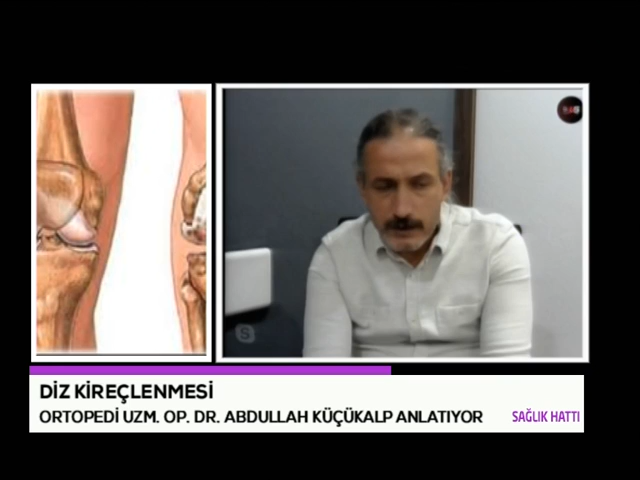 DİZ KİREÇLENMESİ
ORTOPEDİ UZM. OP. DR. ABDULLAH KÜÇÜKALP ANLATIYOR
SAĞLIK HATTI